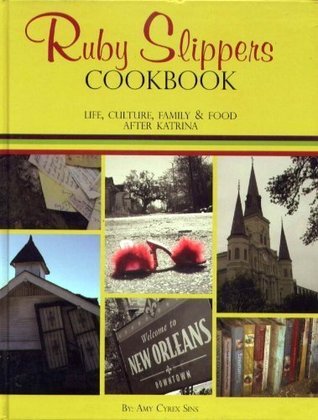 Ruby Slippers
COOKBOOK
LIFE, CULTURE, FAMILY & FOOD
AFTER KATRINA
Welcome to
NEW ORLEANS
DOWNTOWN
By: Amy Cyrex Sins